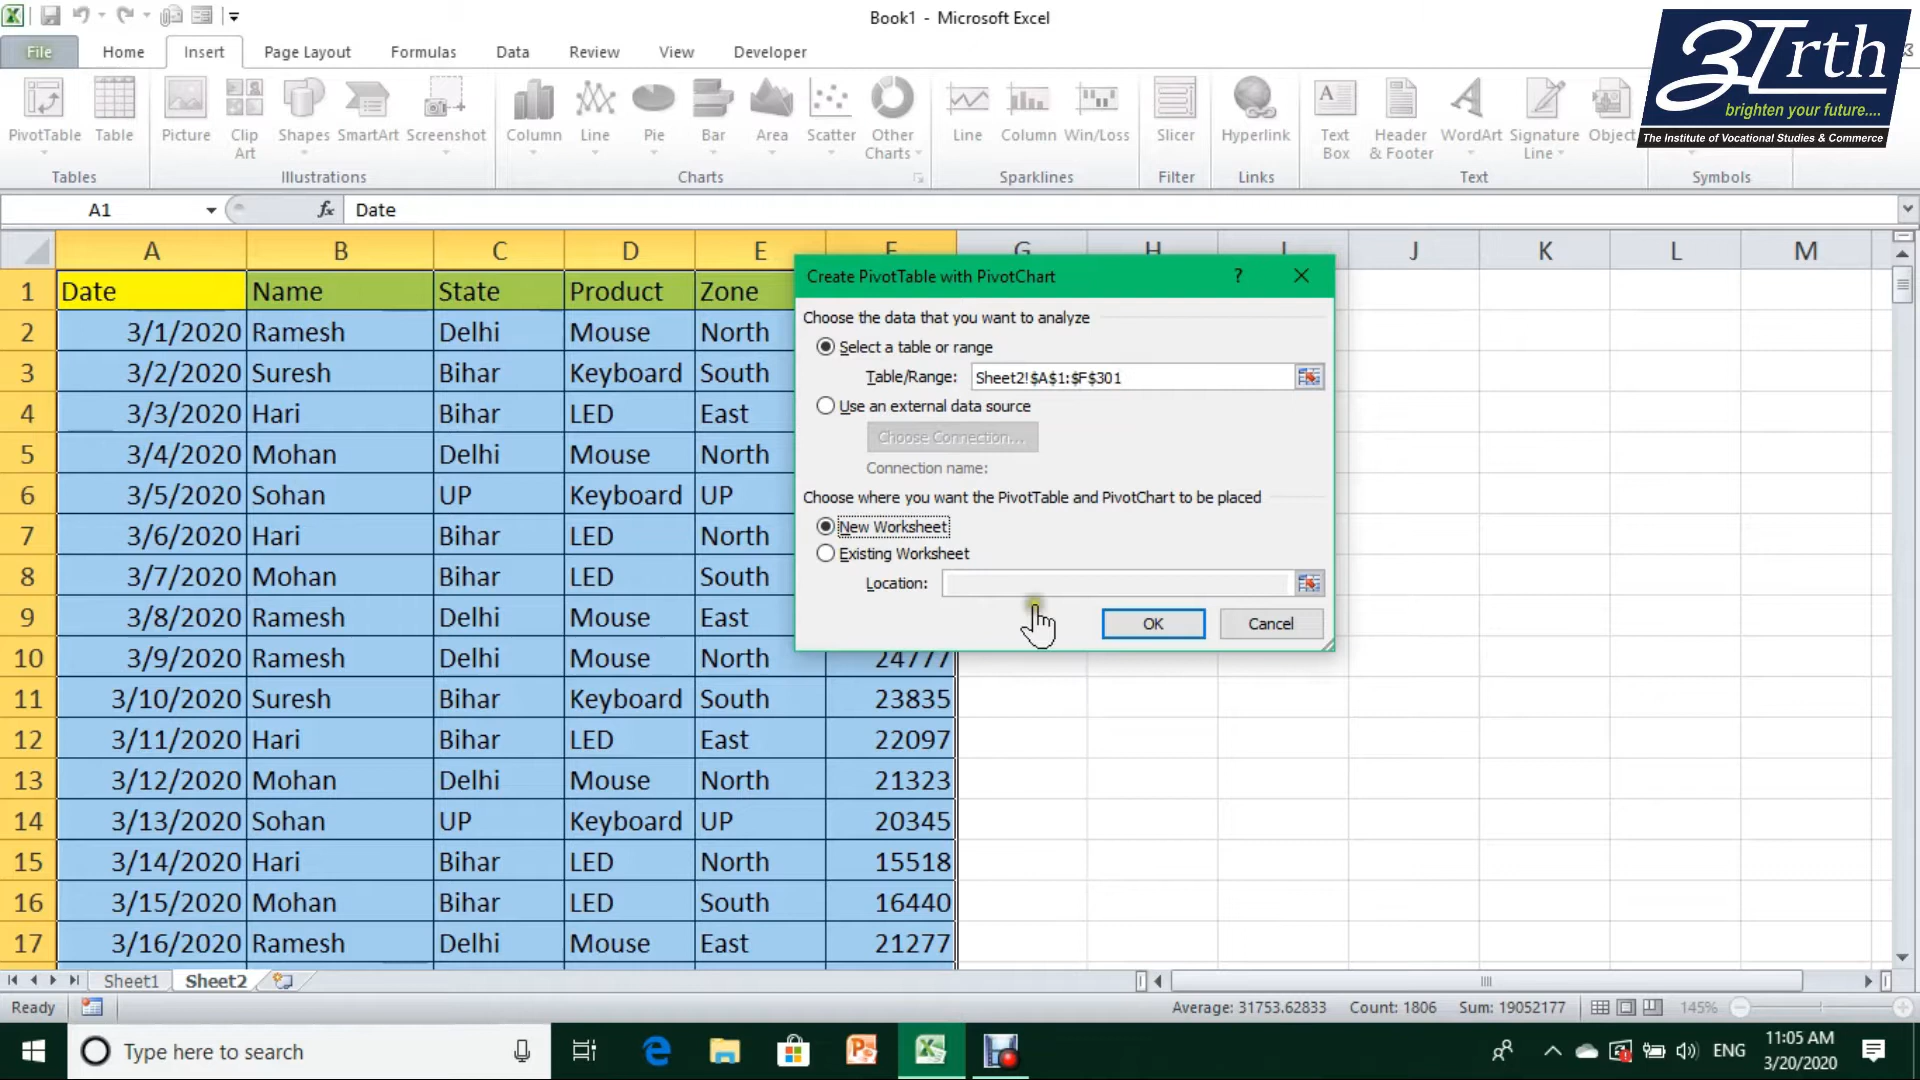 Book1 - Microsoft Excel
File Home Insert Page Layout Formulas Data Review View Developer
3Tirth
brighten your future....
The Institute of Vocational Studies & Commerce
PivotTable Table Picture Clip Art Shapes SmartArt Screenshot Column Line Pie Bar Area Scatter Other Charts Line Column Win/Loss Slicer Hyperlink Text Box Header & Footer WordArt Signature Line Object
Tables Illustrations Charts Sparklines Filter Links Text Symbols
A1 fx Date
A B C D E F G H I J K L M
1 Date Name State Product Zone
2 3/1/2020 Ramesh Delhi Mouse North
3 3/2/2020 Suresh Bihar Keyboard South
4 3/3/2020 Hari Bihar LED East
5 3/4/2020 Mohan Delhi Mouse North
6 3/5/2020 Sohan UP Keyboard UP
7 3/6/2020 Hari Bihar LED North
8 3/7/2020 Mohan Bihar LED South
9 3/8/2020 Ramesh Delhi Mouse East
10 3/9/2020 Ramesh Delhi Mouse North 24777
11 3/10/2020 Suresh Bihar Keyboard South 23835
12 3/11/2020 Hari Bihar LED East 22097
13 3/12/2020 Mohan Delhi Mouse North 21323
14 3/13/2020 Sohan UP Keyboard UP 20345
15 3/14/2020 Hari Bihar LED North 15518
16 3/15/2020 Mohan Bihar LED South 16440
17 3/16/2020 Ramesh Delhi Mouse East 21277
Create PivotTable with PivotChart ?
Choose the data that you want to analyze
Select a table or range
Table/Range: Sheet2!$A$1:$F$301
Use an external data source
Choose Connection...
Connection name:
Choose where you want the PivotTable and PivotChart to be placed
New Worksheet
Existing Worksheet
Location:
OK Cancel
Sheet1 Sheet2
Ready Average: 31753.62833 Count: 1806 Sum: 19052177 145%
Type here to search
ENG
11:05 AM
3/20/2020